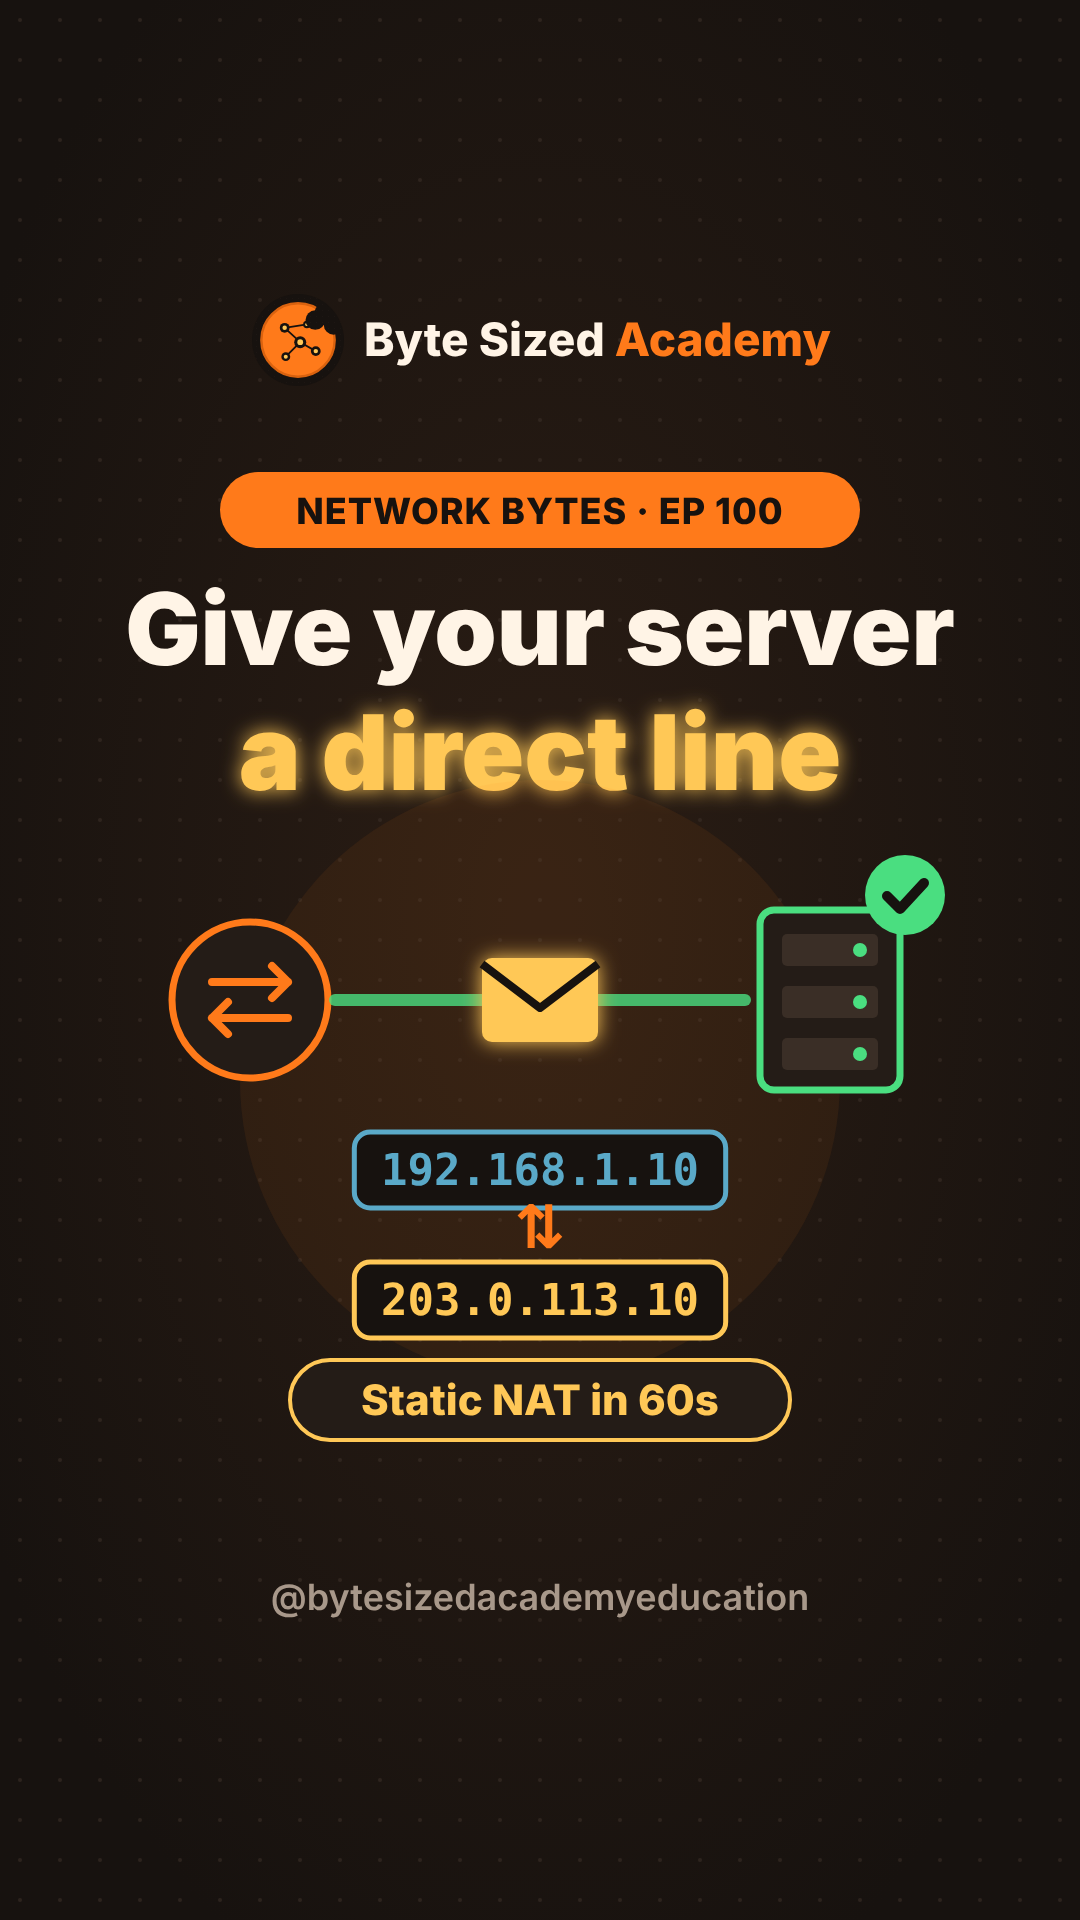 Byte Sized Academy
NETWORK BYTES · EP 100
Give your server
a direct line
192.168.1.10
⇅
203.0.113.10
Static NAT in 60s
@bytesizedacademyeducation